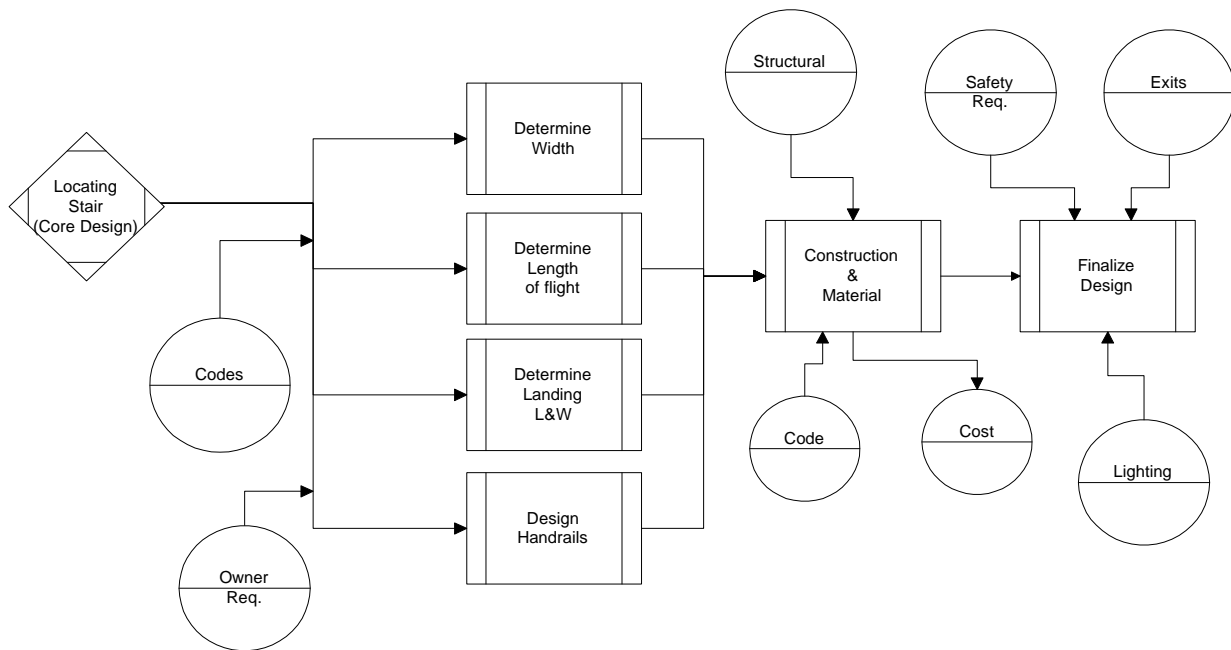 Locating
Stair
(Core Design)
Codes
Owner
Req.
Determine
Width
Determine
Length
of flight
Determine
Landing
L&W
Design
Handrails
Structural
Construction
&
Material
Code
Cost
Safety
Req.
Exits
Finalize
Design
Lighting